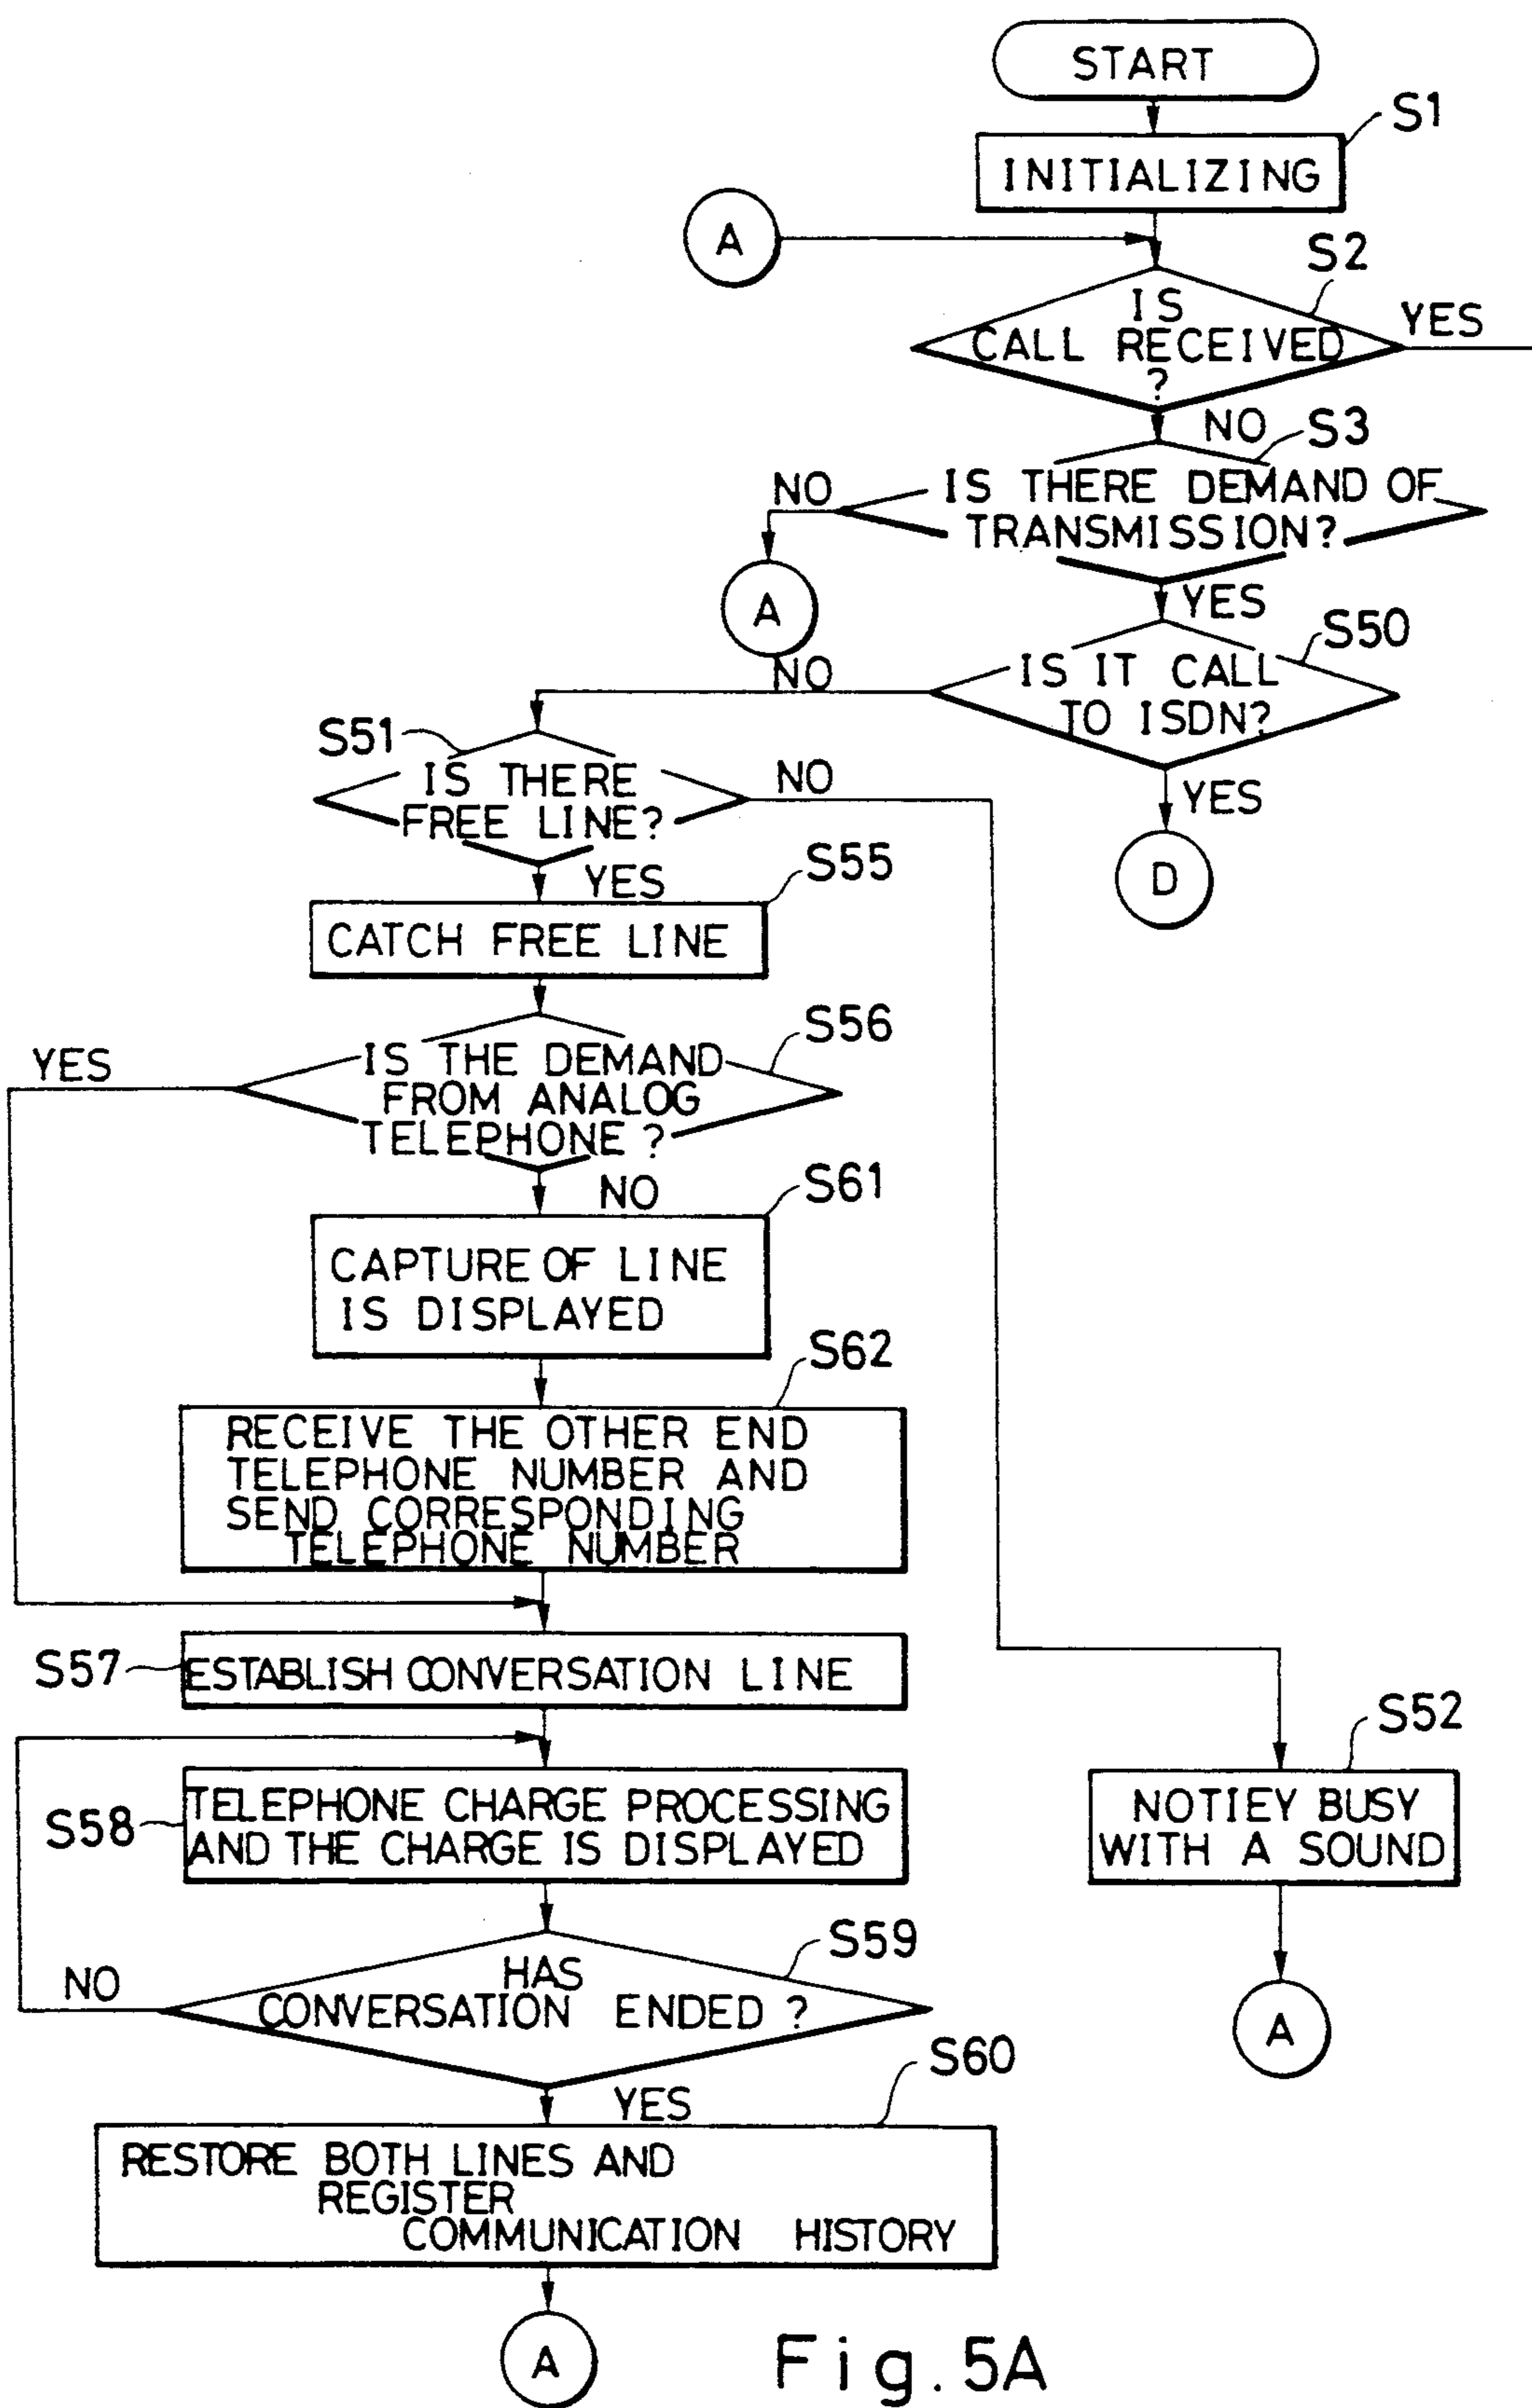 START
S1
INITIALIZING
A
S2
IS
CALL RECEIVED
?
YES
NO
S3
IS THERE DEMAND OF
TRANSMISSION?
NO
A
YES
S50
IS IT CALL
TO ISDN?
NO
YES
D
S51
IS THERE
FREE LINE?
NO
YES
S55
CATCH FREE LINE
S56
IS THE DEMAND
FROM ANALOG
TELEPHONE ?
YES
NO
S61
CAPTURE OF LINE
IS DISPLAYED
S62
RECEIVE THE OTHER END
TELEPHONE NUMBER AND
SEND CORRESPONDING
TELEPHONE NUMBER
S57
ESTABLISH CONVERSATION LINE
S58
TELEPHONE CHARGE PROCESSING
AND THE CHARGE IS DISPLAYED
S52
NOTIEY BUSY
WITH A SOUND
A
S59
HAS
CONVERSATION ENDED ?
NO
YES
S60
RESTORE BOTH LINES AND
REGISTER
COMMUNICATION HISTORY
A
Fig. 5A